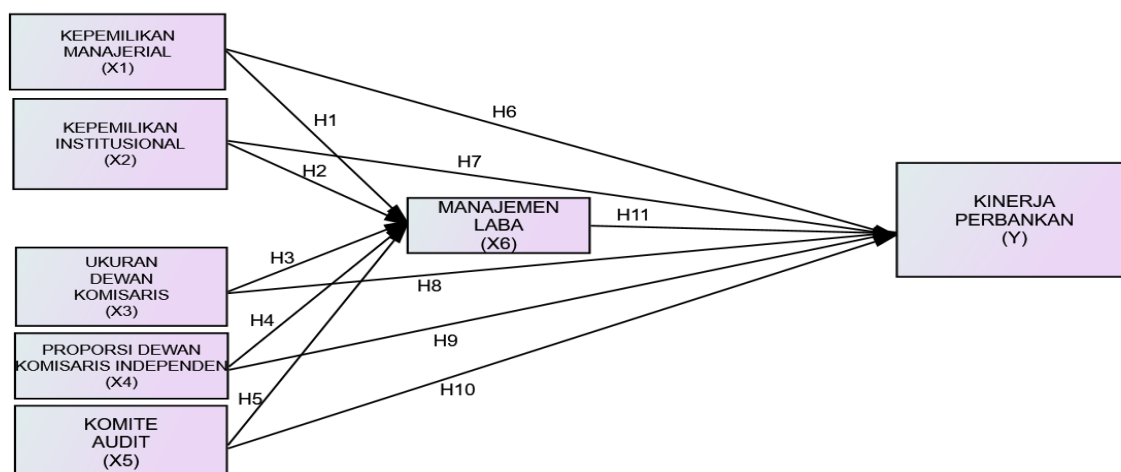 KEPEMILIKAN
MANAJERIAL
(X1)
KEPEMILIKAN
INSTITUSIONAL
(X2)
UKURAN
DEWAN
KOMISARIS
(X3)
PROPORSI DEWAN
KOMISARIS INDEPENDEN
(X4)
KOMITE
AUDIT
(X5)
H1
H2
H3
H4
H5
MANAJEMEN
LABA
(X6)
H6
H7
H11
H8
H9
H10
KINERJA
PERBANKAN
(Y)